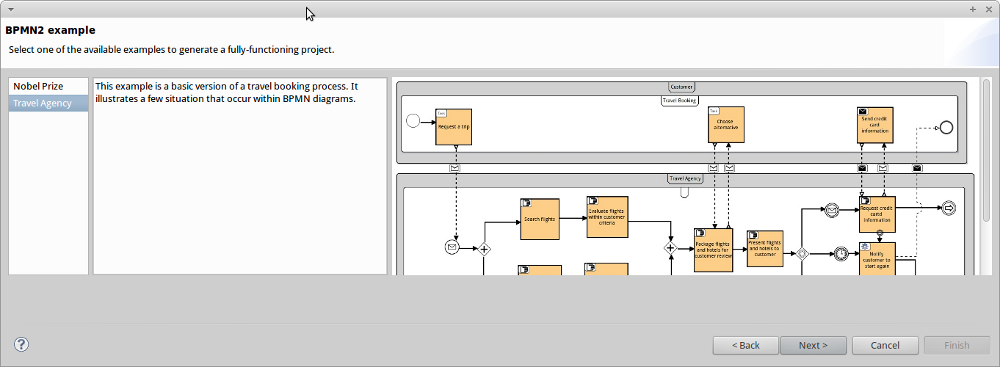 BPMN2 example
Select one of the available examples to generate a fully-functioning project.
Nobel Prize
Travel Agency
This example is a basic version of a travel booking process. It
illustrates a few situation that occur within BPMN diagrams.
Customer
Travel Booking
Request a trip
Choose
alternative
Send credit
card
information
Travel Agency
Search flights
Evaluate flights
within customer
criteria
Package flights
and hotels for
customer review
Present flights
and hotels to
customer
Request credit
card
information
Notify
customer to
start again
?
< Back
Next >
Cancel
Finish